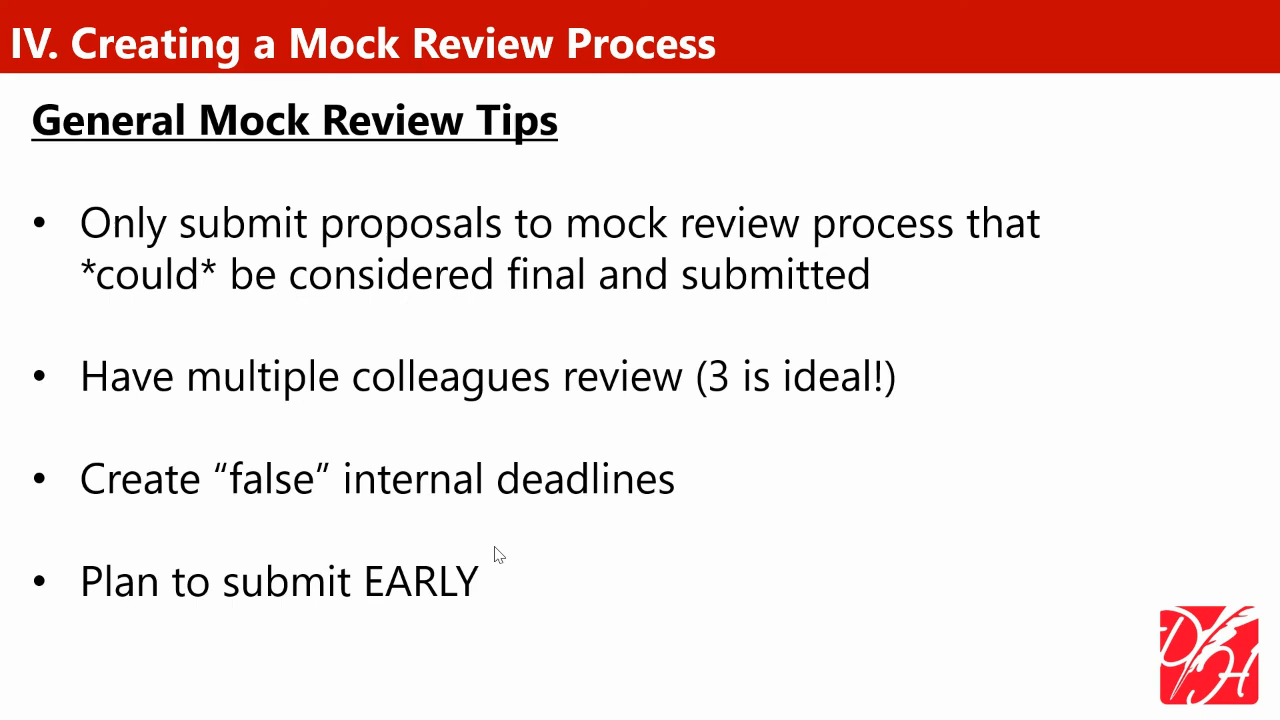 IV. Creating a Mock Review Process
General Mock Review Tips
• Only submit proposals to mock review process that
*could* be considered final and submitted
• Have multiple colleagues review (3 is ideal!)
• Create “false” internal deadlines
• Plan to submit EARLY
DH